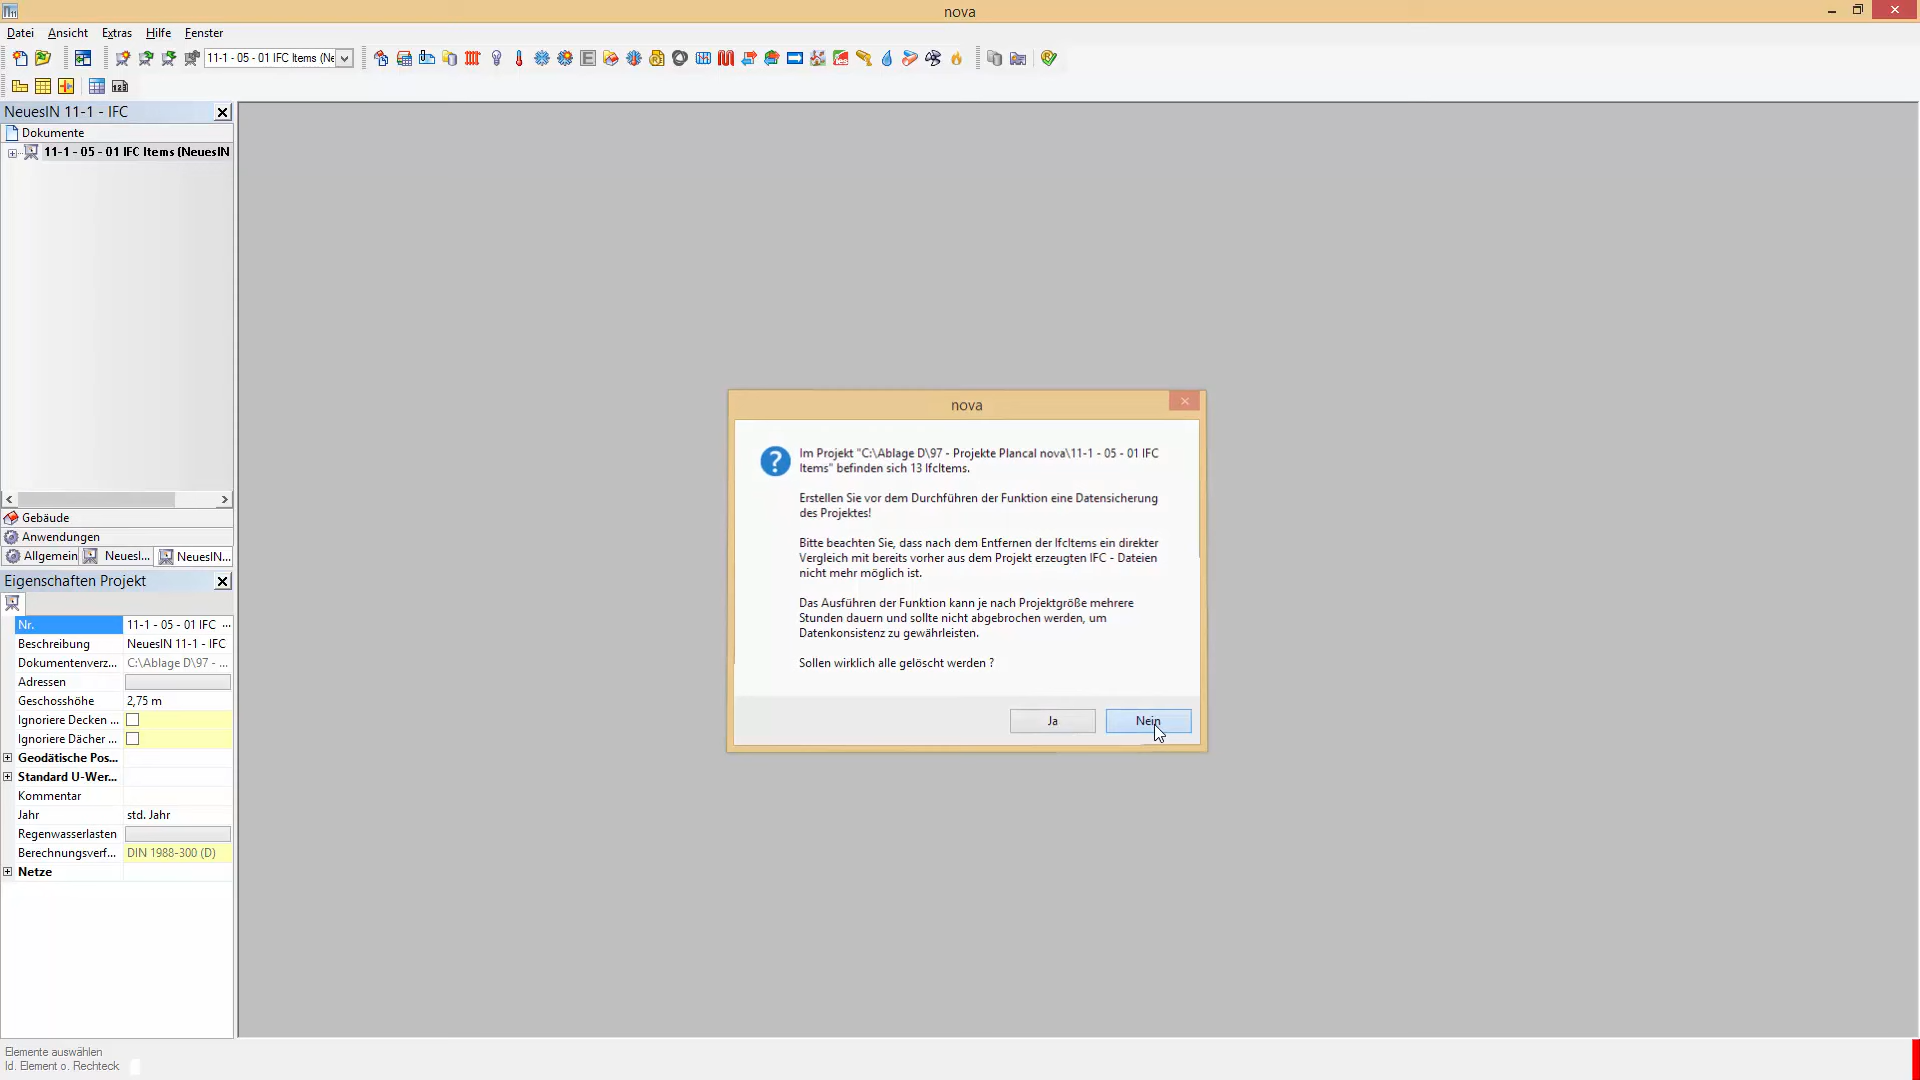 nova
Datei Ansicht Extras Hilfe Fenster
11-1 - 05 - 01 IFC Items (Ne
NeuesIN 11-1 - IFC
Dokumente
11-1 - 05 - 01 IFC Items (NeuesIN
Gebäude
Anwendungen
Allgemein NeuesI... NeuesIN...
Eigenschaften Projekt
Nr. 11-1 - 05 - 01 IFC ...
Beschreibung NeuesIN 11-1 - IFC
Dokumentenverz... C:\Ablage D\97 - ...
Adressen
Geschosshöhe 2,75 m
Ignoriere Decken ...
Ignoriere Dächer ...
Geodätische Pos...
Standard U-Wer...
Kommentar
Jahr std. Jahr
Regenwasserlasten
Berechnungsverf... DIN 1988-300 (D)
Netze
nova
Im Projekt "C:\Ablage D\97 - Projekte Plancal nova\11-1 - 05 - 01 IFC
Items" befinden sich 13 IfcItems.
Erstellen Sie vor dem Durchführen der Funktion eine Datensicherung
des Projektes!
Bitte beachten Sie, dass nach dem Entfernen der IfcItems ein direkter
Vergleich mit bereits vorher aus dem Projekt erzeugten IFC - Dateien
nicht mehr möglich ist.
Das Ausführen der Funktion kann je nach Projektgröße mehrere
Stunden dauern und sollte nicht abgebrochen werden, um
Datenkonsistenz zu gewährleisten.
Sollen wirklich alle gelöscht werden ?
Ja Nein
Elemente auswählen
Id. Element o. Rechteck